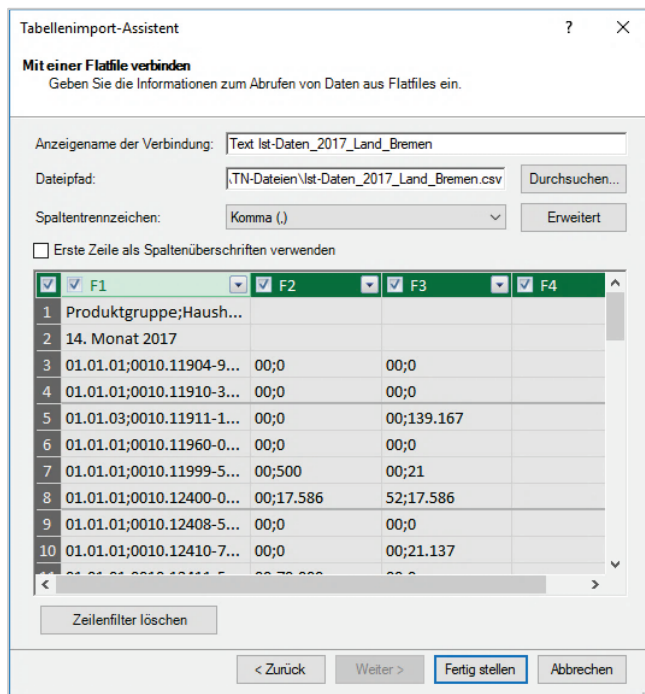 Tabellenimport-Assistent ? X
Mit einer Flatfile verbinden
Geben Sie die Informationen zum Abrufen von Daten aus Flatfiles ein.
Anzeigename der Verbindung: Text Ist-Daten_2017_Land_Bremen
Dateipfad: .TN-Dateien\Ist-Daten_2017_Land_Bremen.csv Durchsuchen...
Spaltentrennzeichen: Komma (,) Erweitert
Erste Zeile als Spaltenüberschriften verwenden
F1 F2 F3 F4
1 Produktgruppe;Haush...
2 14. Monat 2017
3 01.01.01;0010.11904-9... 00;0 00;0
4 01.01.01;0010.11910-3... 00;0 00;0
5 01.01.03;0010.11911-1... 00;0 00;139.167
6 01.01.01;0010.11960-0... 00;0 00;0
7 01.01.01;0010.11999-5... 00;500 00;21
8 01.01.01;0010.12400-0... 00;17.586 52;17.586
9 01.01.01;0010.12408-5... 00;0 00;0
10 01.01.01;0010.12410-7... 00;0 00;21.137
Zeilenfilter löschen
< Zurück Weiter > Fertig stellen Abbrechen